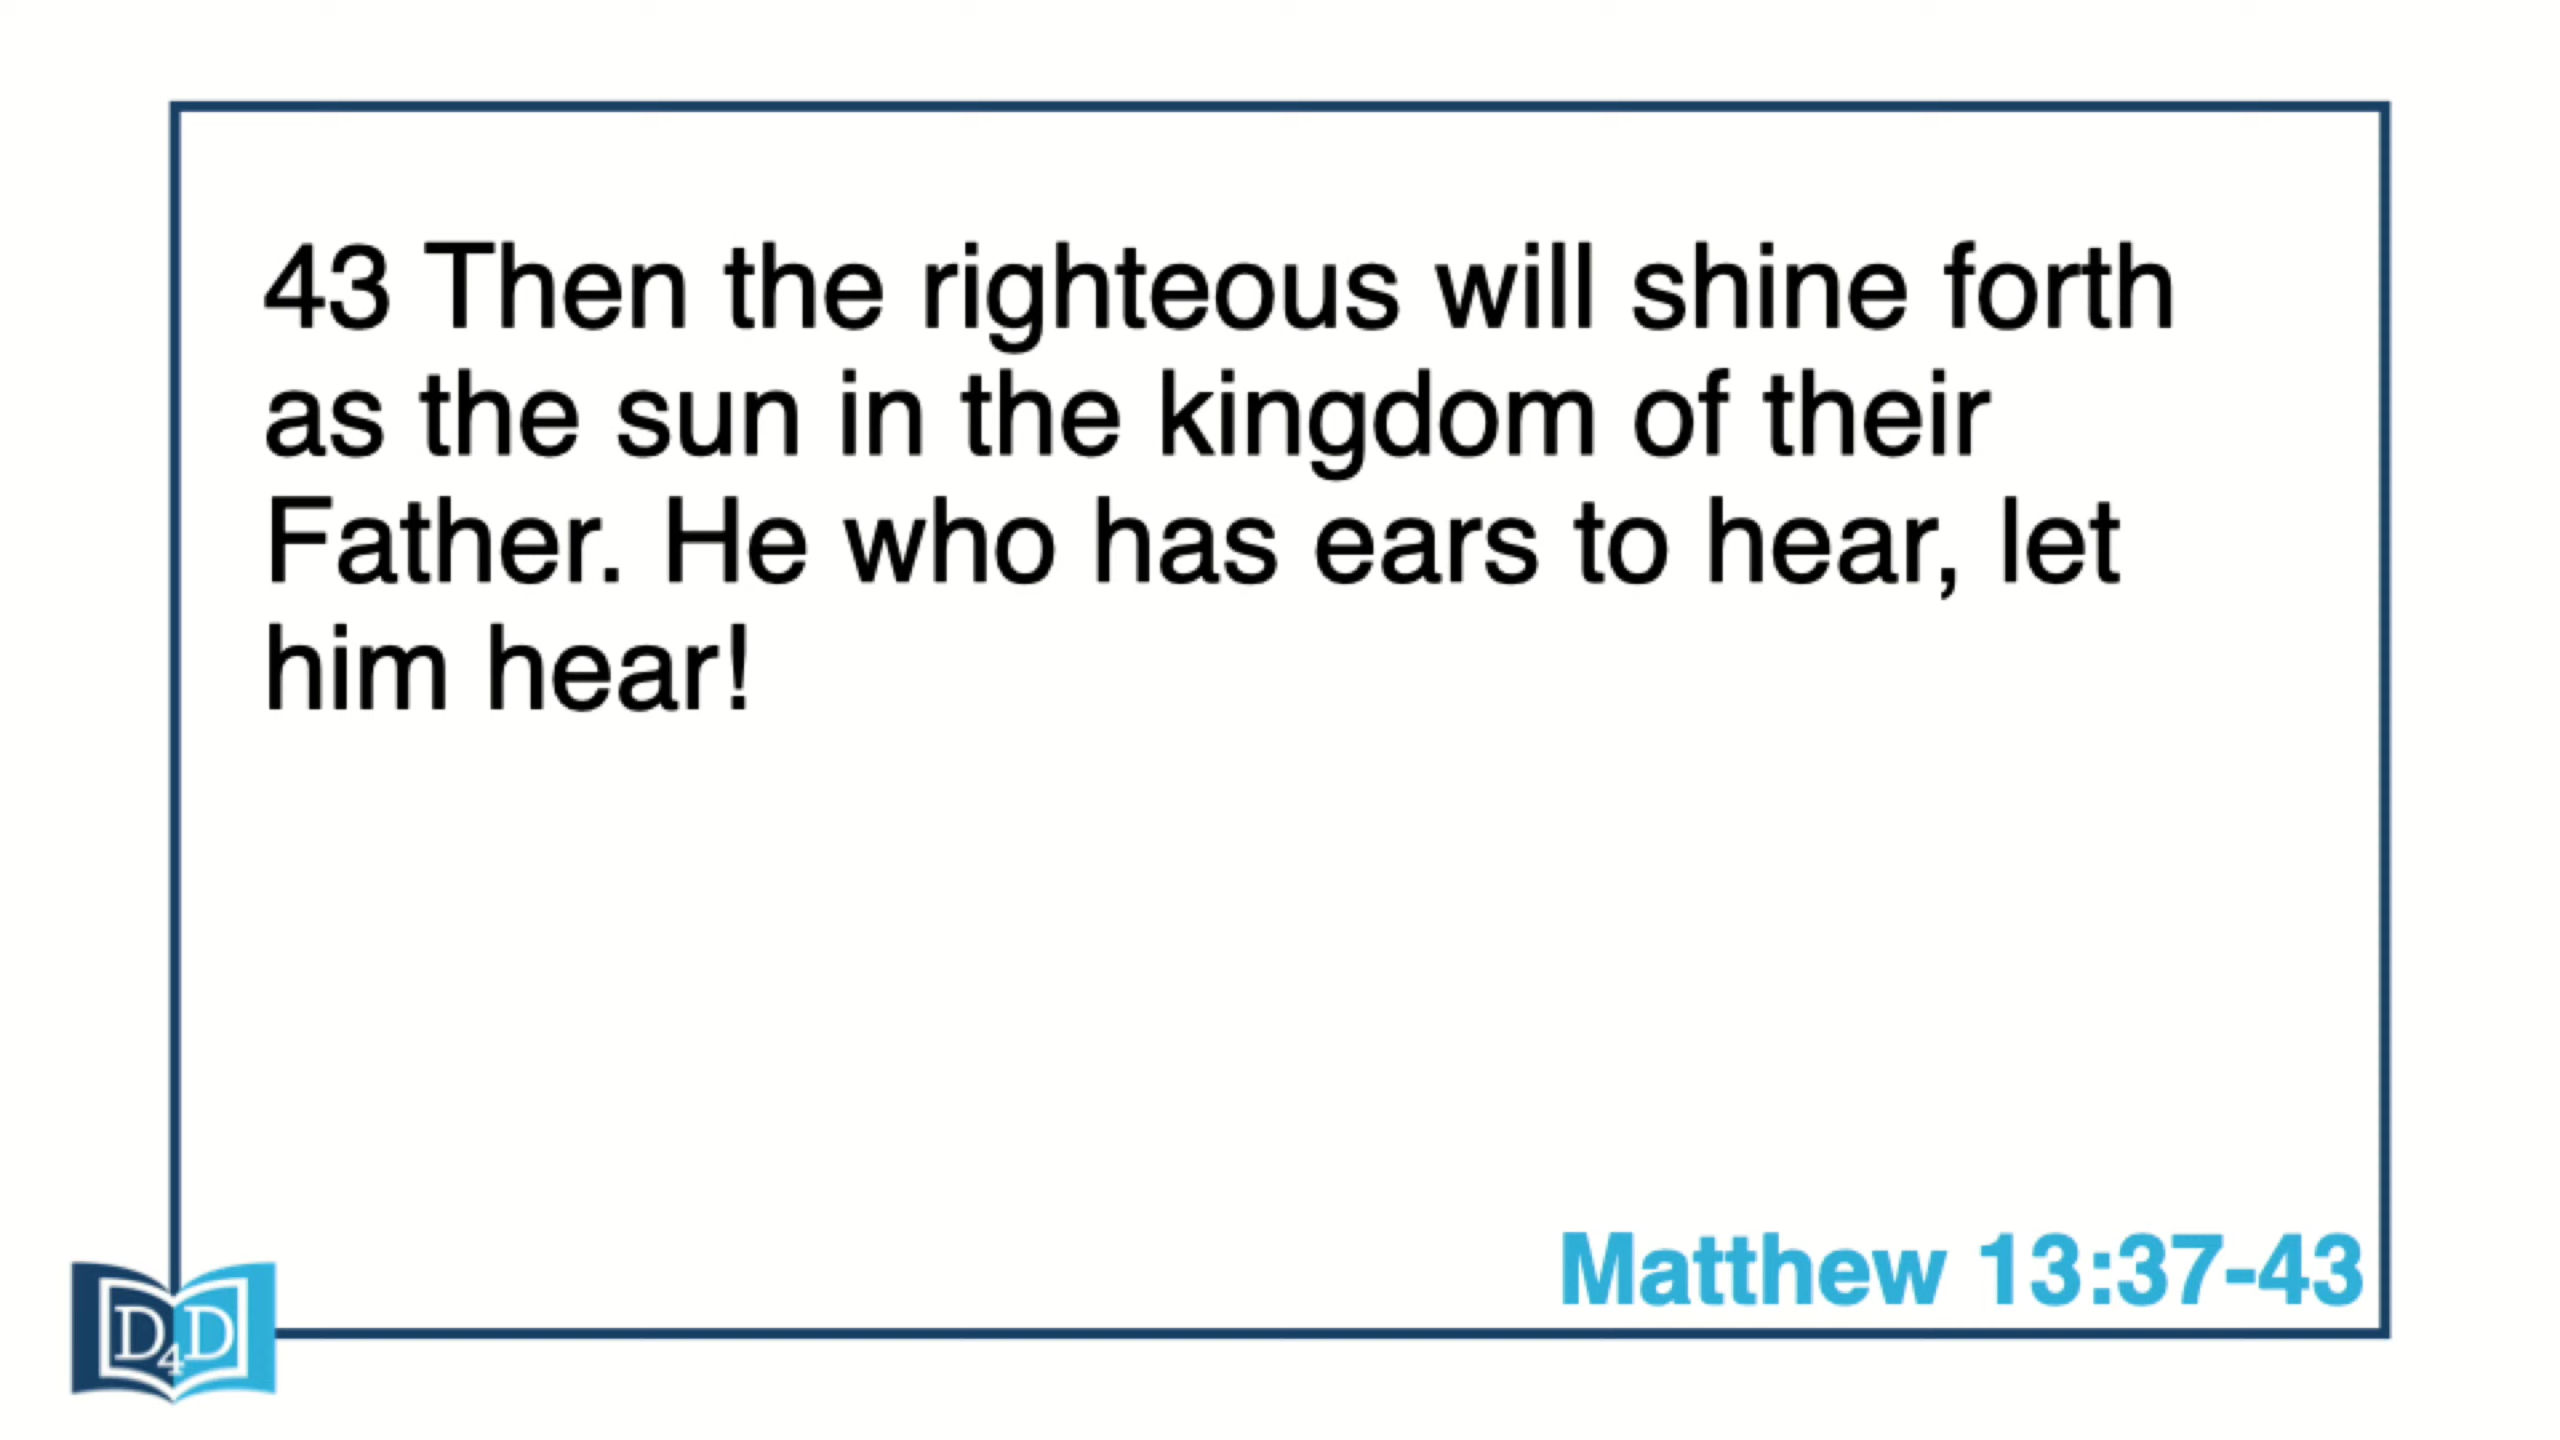 43 Then the righteous will shine forth
as the sun in the kingdom of their
Father. He who has ears to hear, let
him hear!
Matthew 13:37-43
D4D